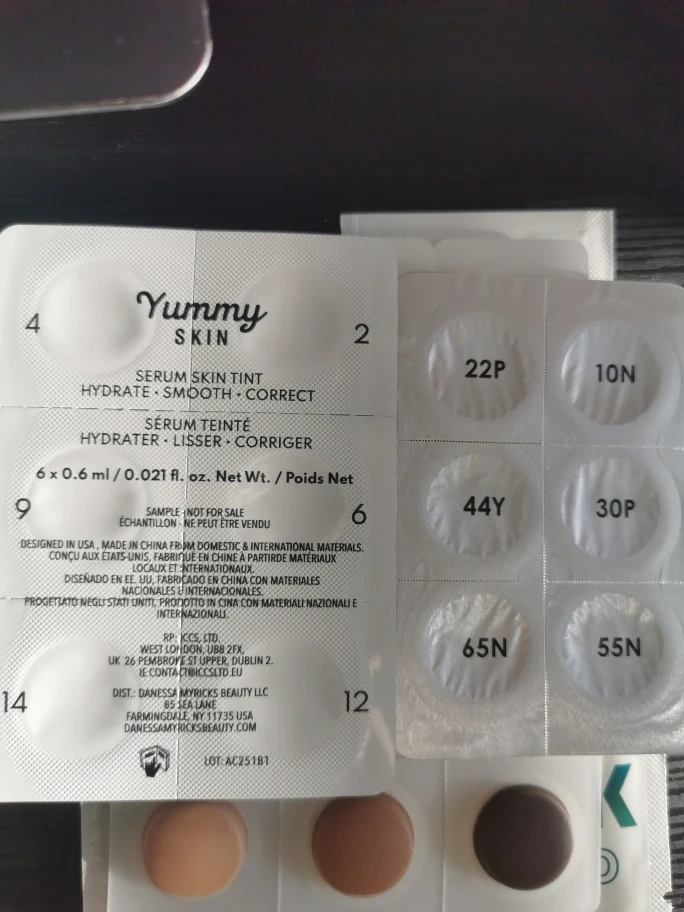 4
Yummy
SKIN
2
SERUM SKIN TINT
HYDRATE • SMOOTH • CORRECT
SÉRUM TEINTÉ
HYDRATER • LISSER • CORRIGER
6 x 0.6 ml / 0.021 fl. oz. Net Wt. / Poids Net
9
6
SAMPLE - NOT FOR SALE
ÉCHANTILLON - NE PEUT ÊTRE VENDU
DESIGNED IN USA, MADE IN CHINA FROM DOMESTIC & INTERNATIONAL MATERIALS.
CONÇU AUX ÉTATS-UNIS, FABRIQUÉ EN CHINE À PARTIRDE MATÉRIAUX
LOCAUX ET INTERNATIONAUX.
DISEÑADO EN EE. UU, FABRICADO EN CHINA CON MATERIALES
NACIONALES E INTERNACIONALES.
PROGETTATO NEGLI STATI UNITI, PRODOTTO IN CINA CON MATERIALI NAZIONALI E
INTERNAZIONALI.
RP: ICCS, LTD.
WEST LONDON, UB8 2FX,
UK 26 PEMBROKE ST UPPER, DUBLIN 2.
IE CONTACT@ICCSLTD.EU
14
12
DIST.: DANESSA MYRICKS BEAUTY LLC
85 SEA LANE
FARMINGDALE, NY 11735 USA
DANESSAMYRICKSBEAUTY.COM
LOT: AC251B1
22P
10N
44Y
30P
65N
55N